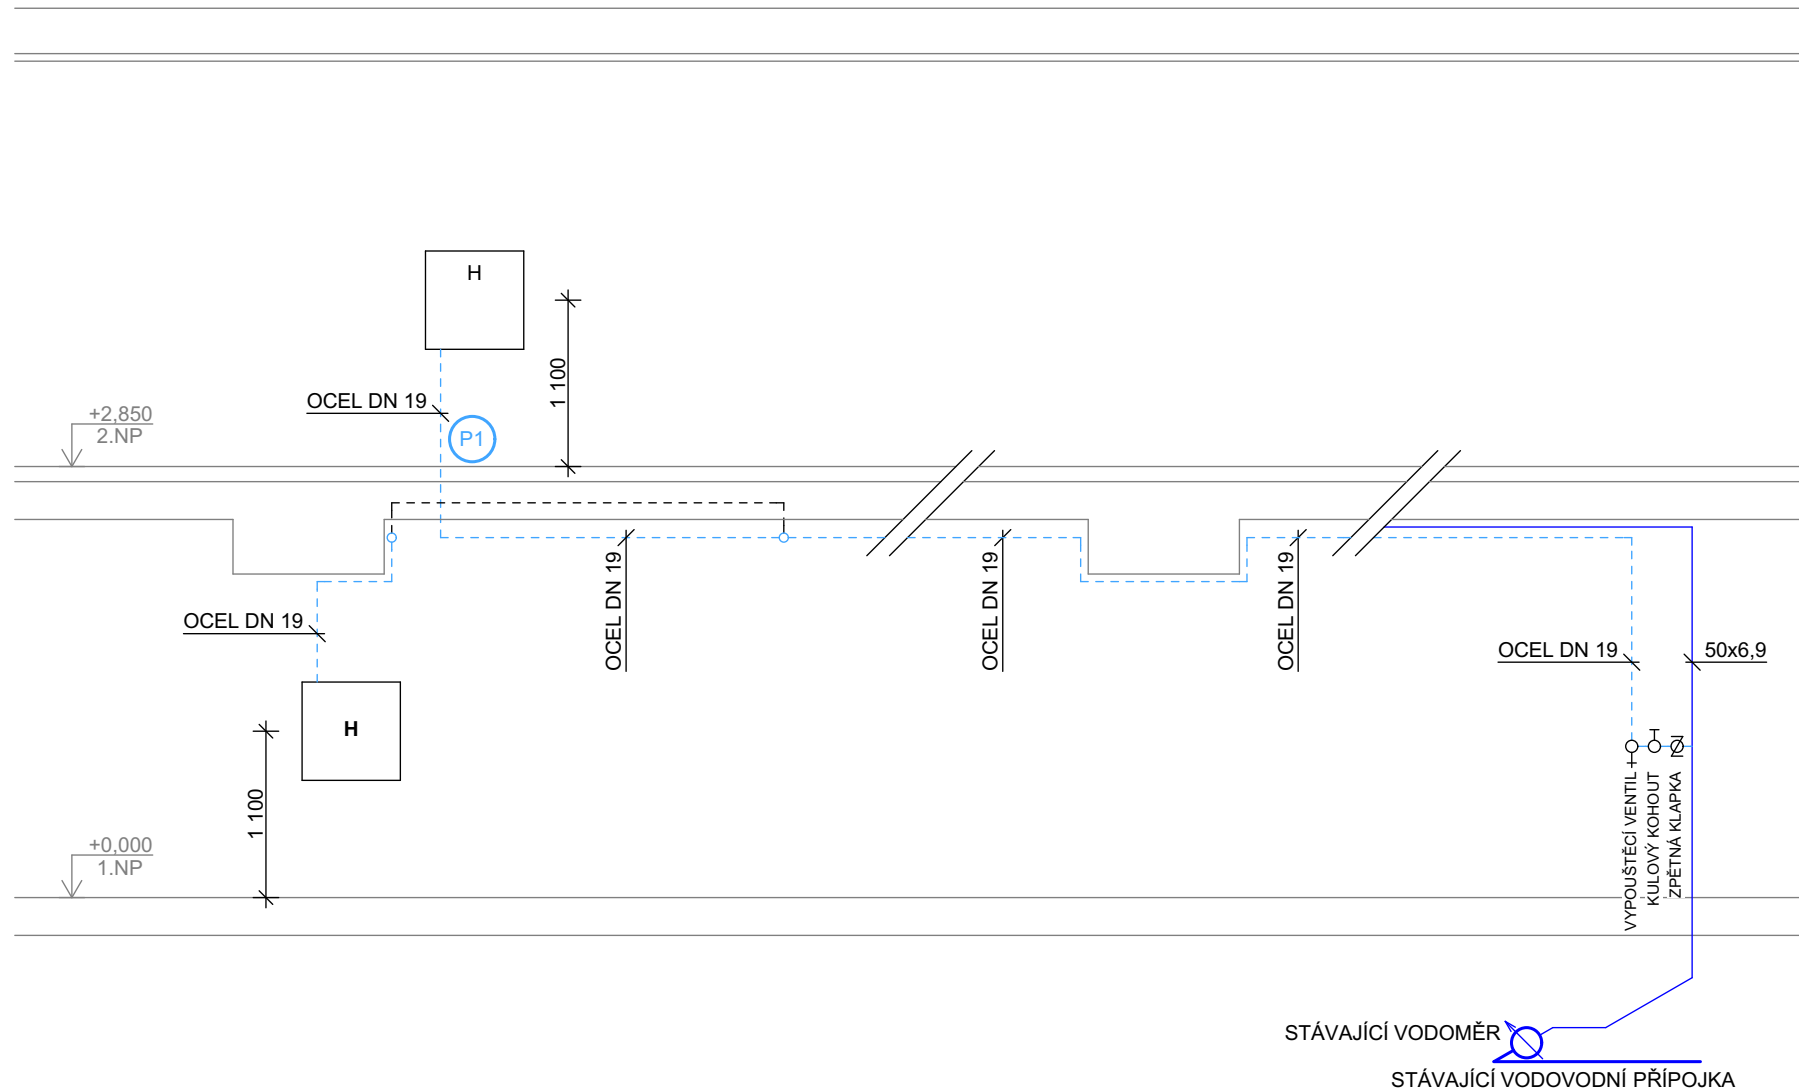 H
1 100
OCEL DN 19
P1
+2,850
2.NP
OCEL DN 19
OCEL DN 19
OCEL DN 19
OCEL DN 19
OCEL DN 19
50x6,9
H
1 100
+0,000
1.NP
VYPOUŠTĚCÍ VENTIL
KULOVÝ KOHOUT
ZPĚTNÁ KLAPKA
STÁVAJÍCÍ VODOMĚR
STÁVAJÍCÍ VODOVODNÍ PŘÍPOJKA